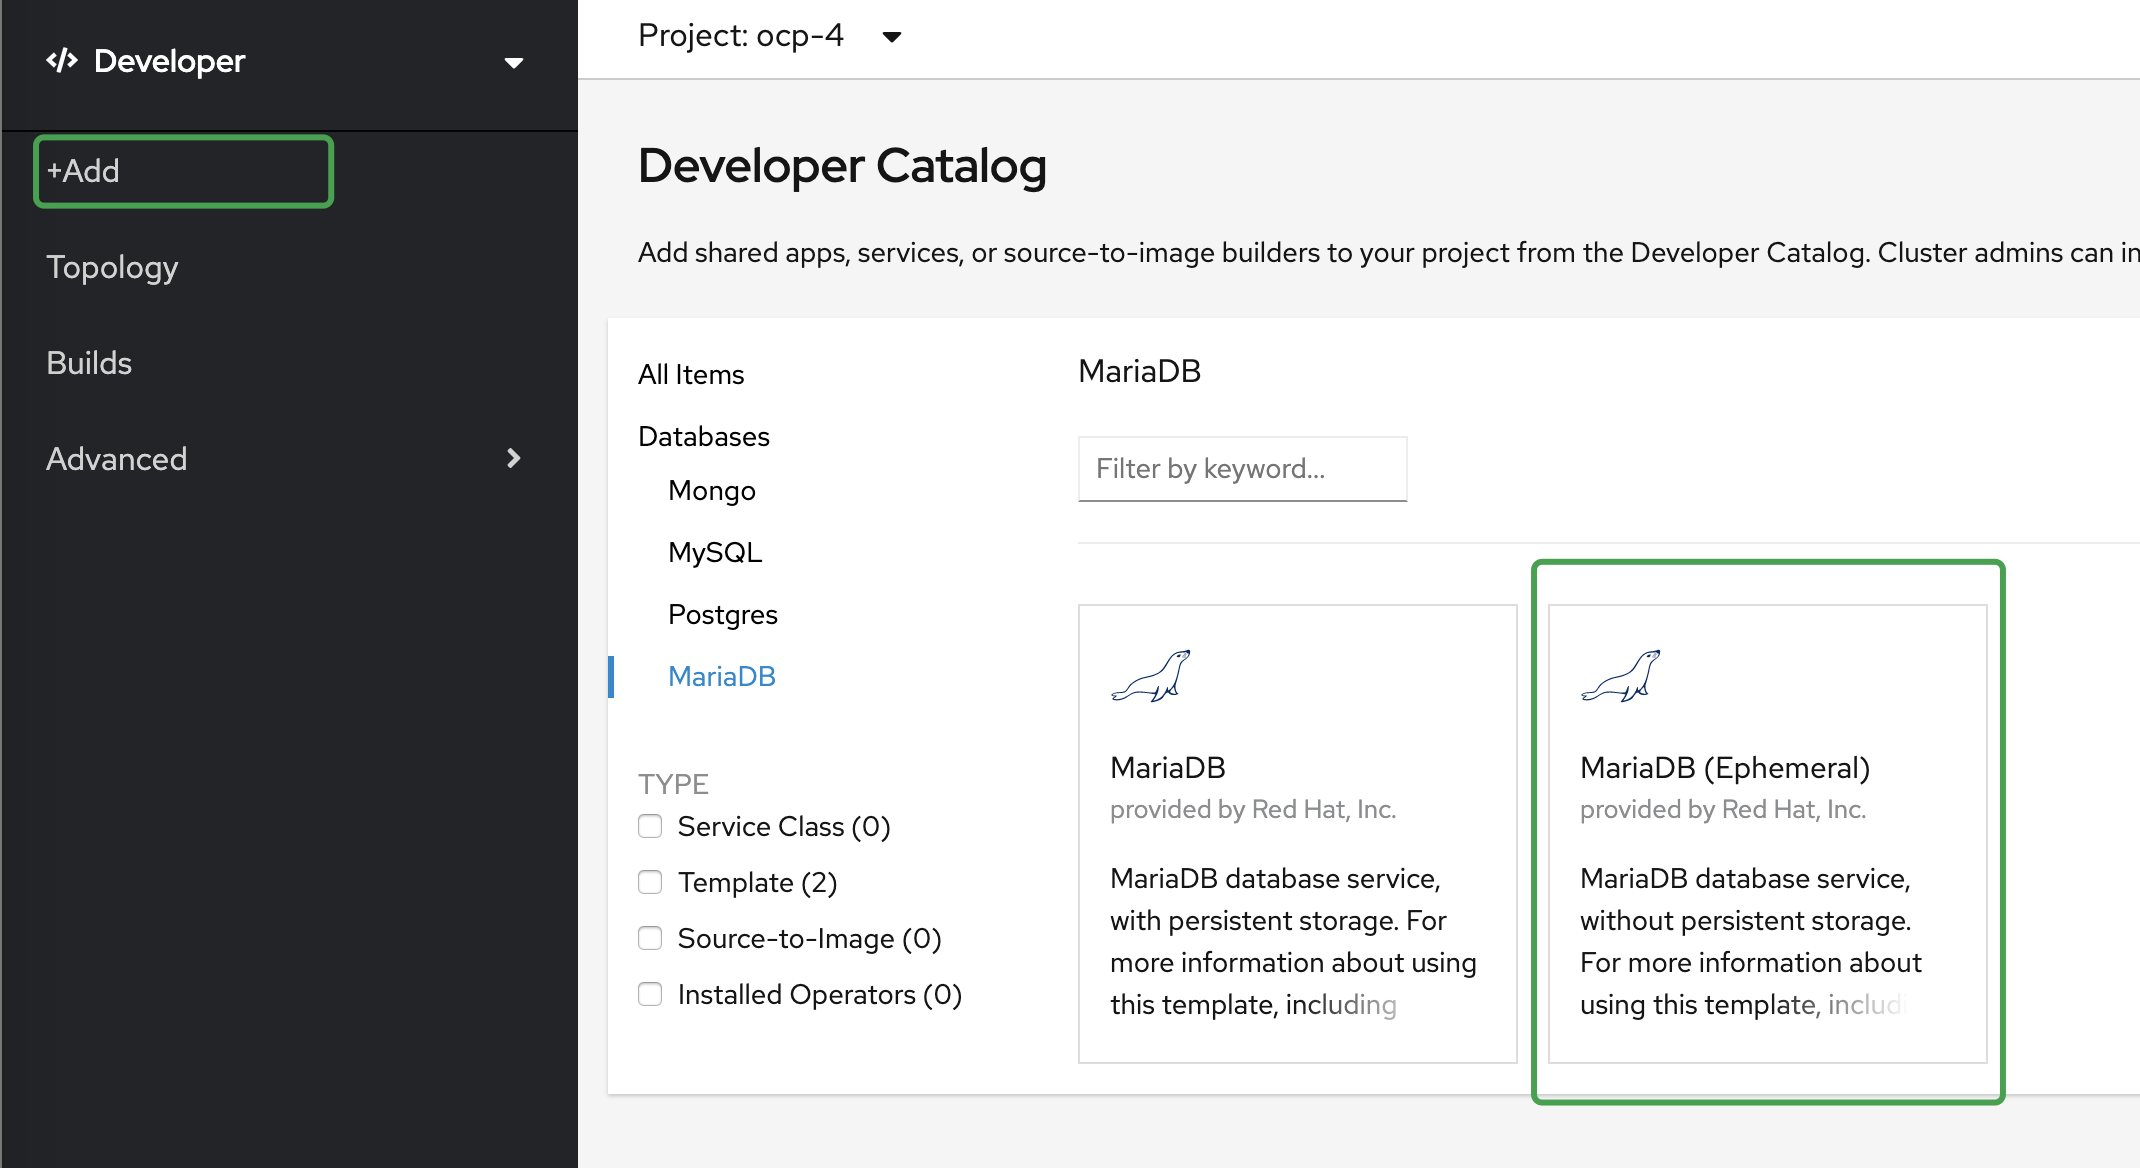 Developer
+Add
Topology
Builds
Advanced
Project: ocp-4
Developer Catalog
Add shared apps, services, or source-to-image builders to your project from the Developer Catalog. Cluster admins can in
All Items
Databases
Mongo
MySQL
Postgres
MariaDB
TYPE
Service Class (0)
Template (2)
Source-to-Image (0)
Installed Operators (0)
MariaDB
Filter by keyword...
MariaDB
provided by Red Hat, Inc.
MariaDB database service,
with persistent storage. For
more information about using
this template, including
MariaDB (Ephemeral)
provided by Red Hat, Inc.
MariaDB database service,
without persistent storage.
For more information about
using this template, includi